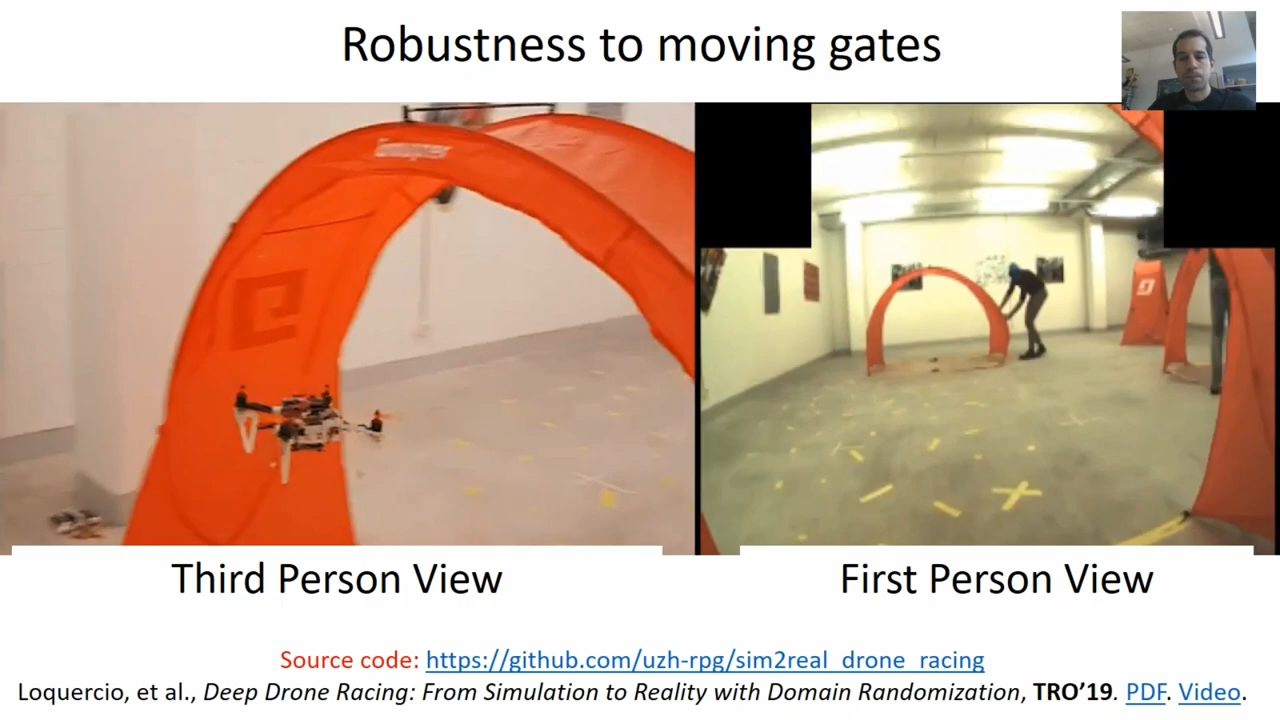 Robustness to moving gates
Third Person View
First Person View
Source code: https://github.com/uzh-rpg/sim2real_drone_racing
Loquercio, et al., Deep Drone Racing: From Simulation to Reality with Domain Randomization, TRO’19. PDF. Video.